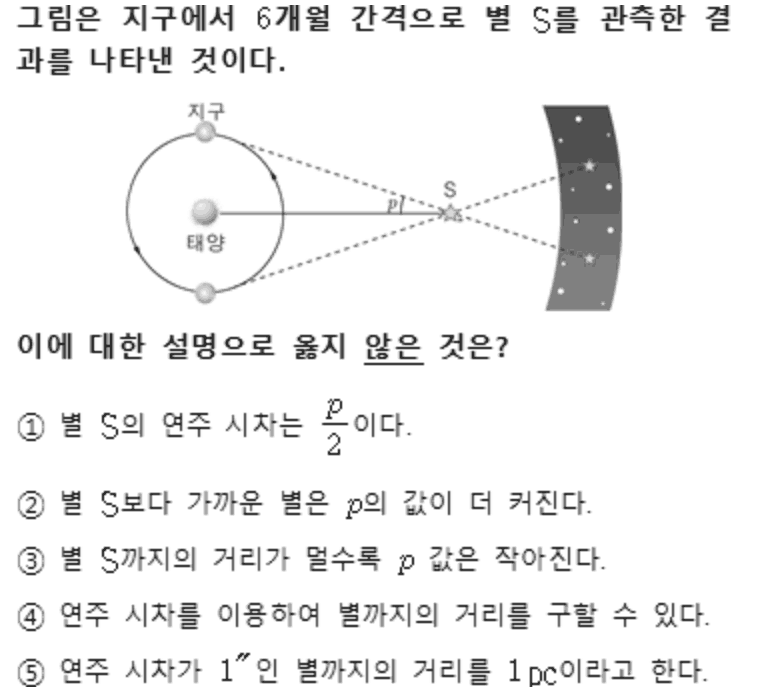 그림은 지구에서 6개월 간격으로 별 S를 관측한 결
과를 나타낸 것이다.
지구
S
p
태양
이에 대한 설명으로 옳지 않은 것은?
① 별 S의 연주 시차는 p/2이다.
② 별 S보다 가까운 별은 p의 값이 더 커진다.
③ 별 S까지의 거리가 멀수록 p 값은 작아진다.
④ 연주 시차를 이용하여 별까지의 거리를 구할 수 있다.
⑤ 연주 시차가 1″인 별까지의 거리를 1pc이라고 한다.